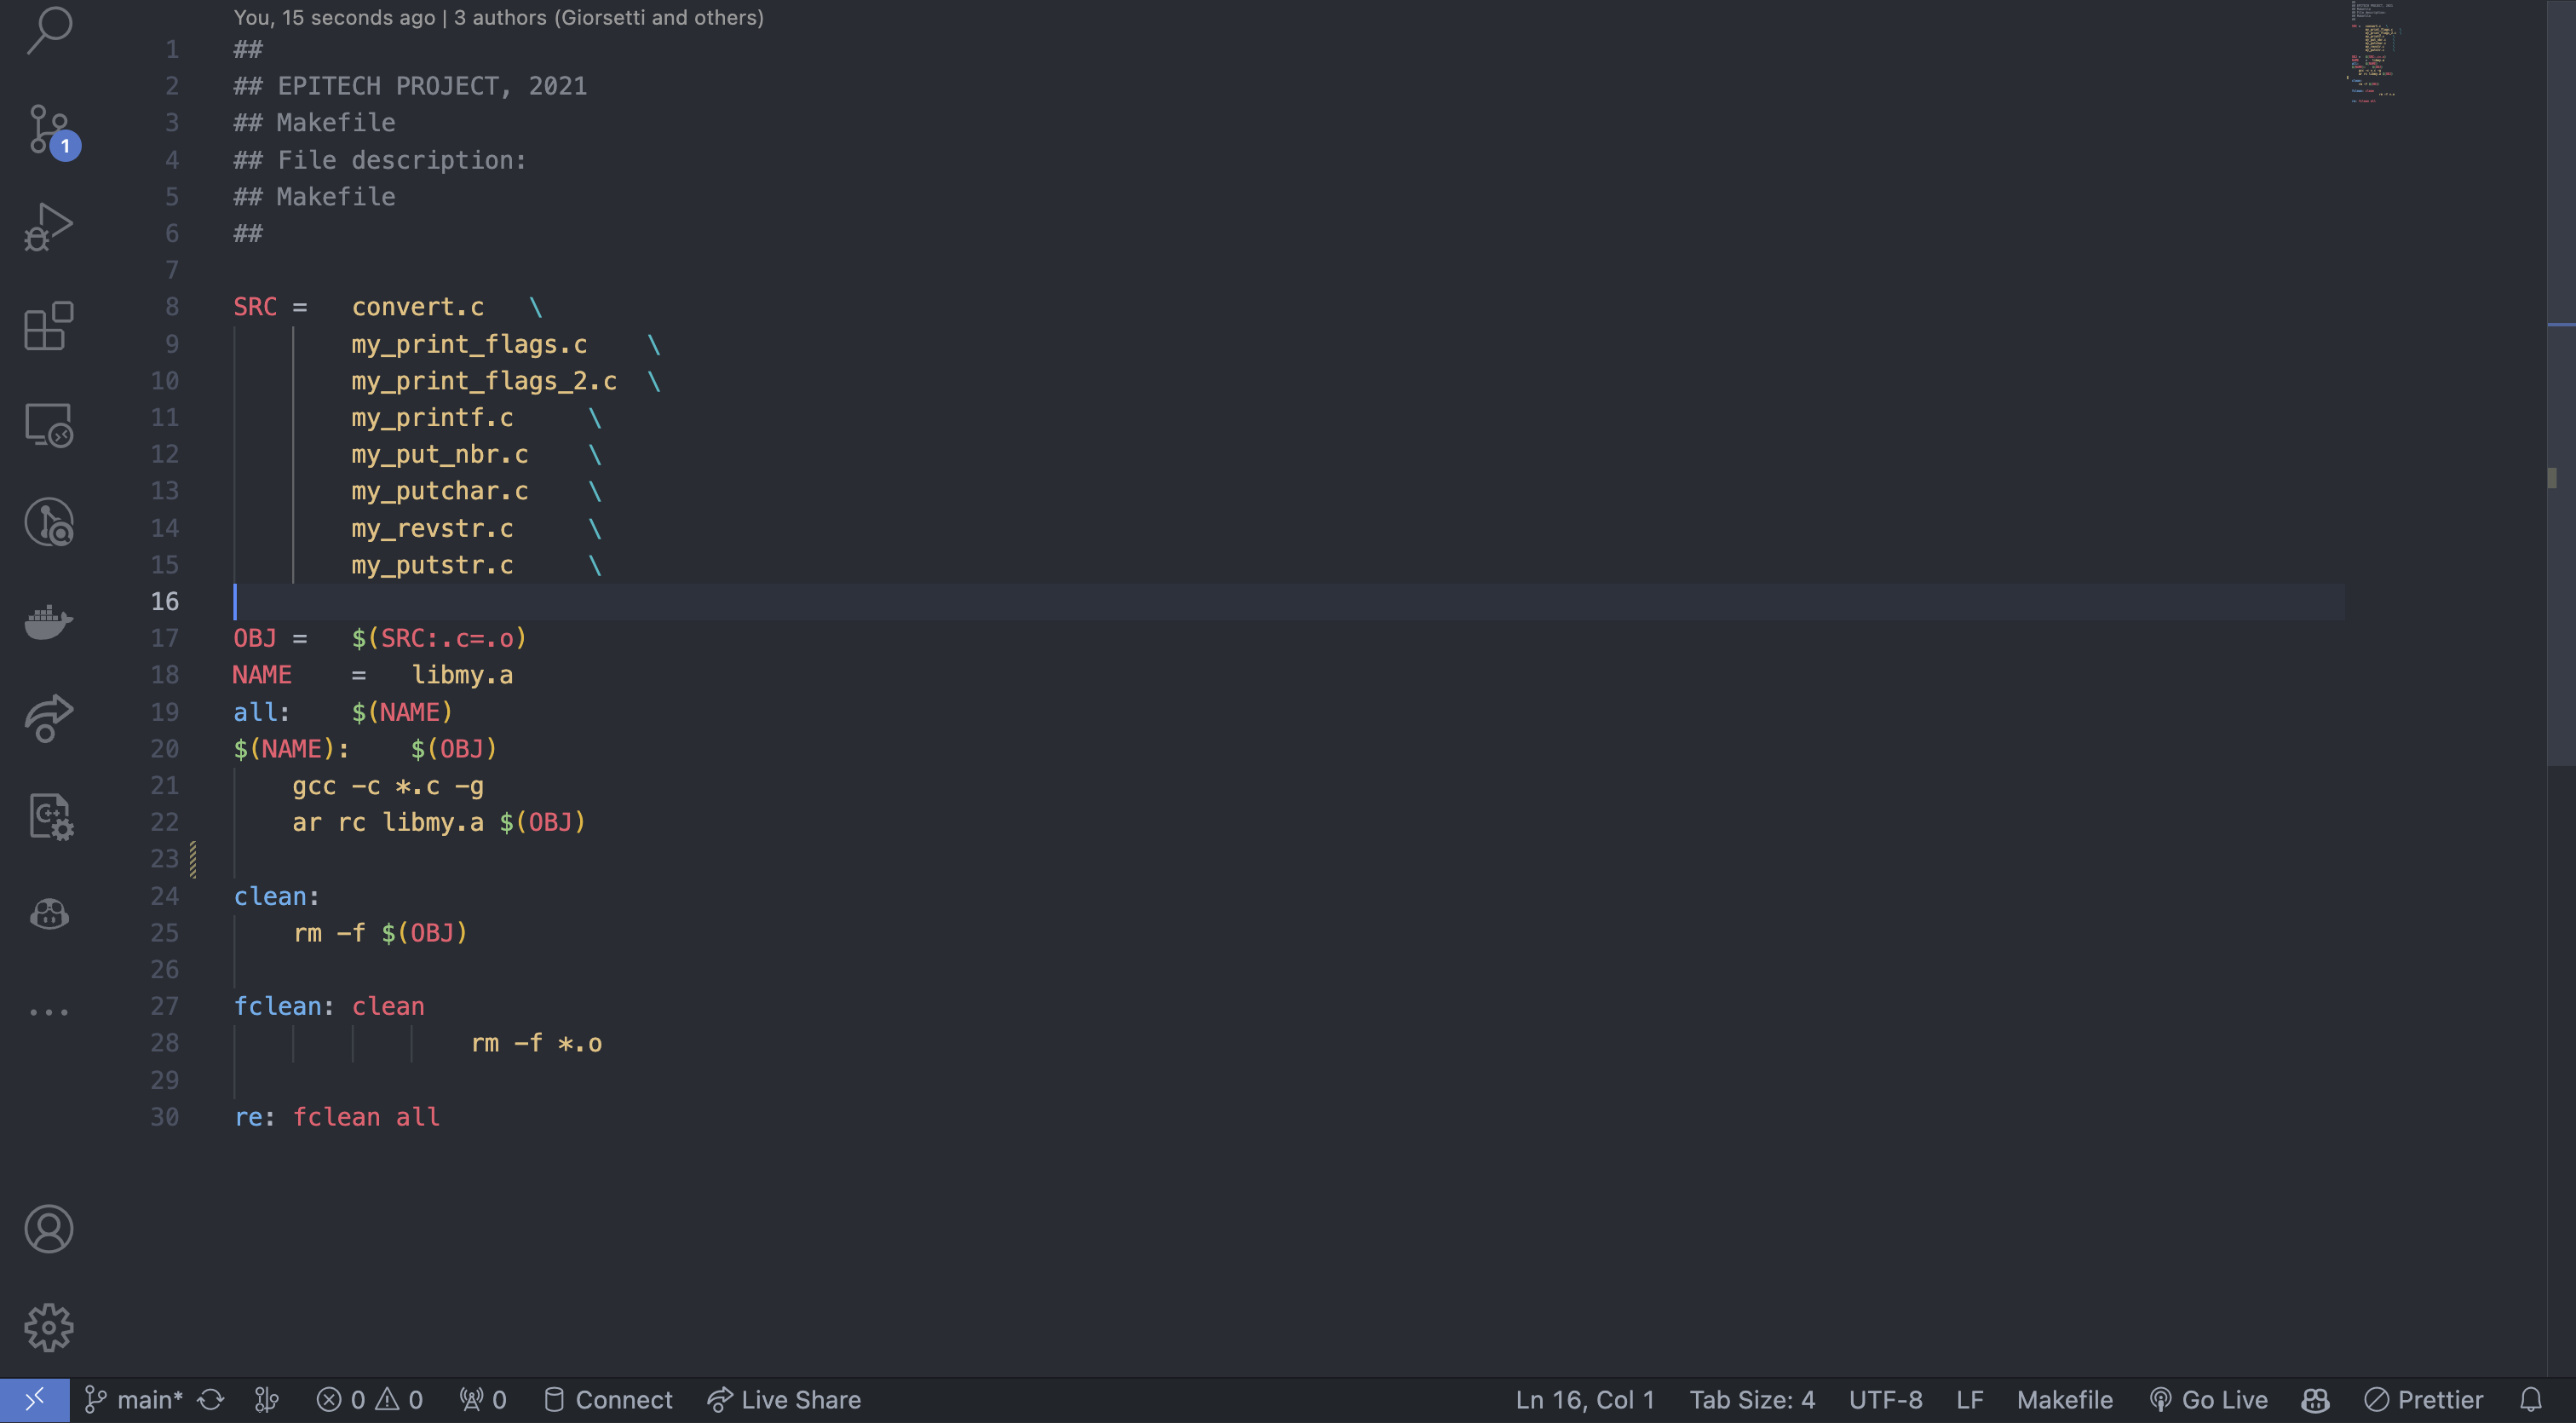 You, 15 seconds ago | 3 authors (Giorsetti and others)
1 ##
2 ## EPITECH PROJECT, 2021
3 ## Makefile
4 ## File description:
5 ## Makefile
6 ##
7
8 SRC = convert.c \
9 my_print_flags.c \
10 my_print_flags_2.c \
11 my_printf.c \
12 my_put_nbr.c \
13 my_putchar.c \
14 my_revstr.c \
15 my_putstr.c \
16
17 OBJ = $(SRC:.c=.o)
18 NAME = libmy.a
19 all: $(NAME)
20 $(NAME): $(OBJ)
21 gcc -c *.c -g
22 ar rc libmy.a $(OBJ)
23
24 clean:
25 rm -f $(OBJ)
26
27 fclean: clean
28 rm -f *.o
29
30 re: fclean all
1
main* 0 0 0 Connect Live Share Ln 16, Col 1 Tab Size: 4 UTF-8 LF Makefile Go Live Prettier